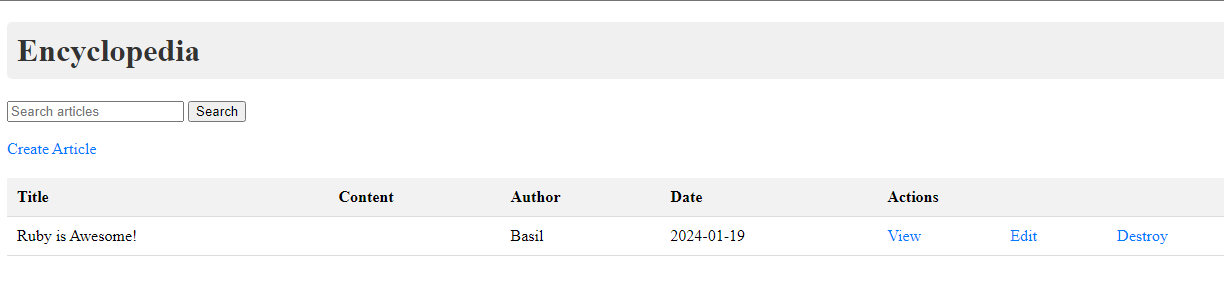 Encyclopedia
Search articles Search
Create Article
Title Content Author Date Actions
Ruby is Awesome! Basil 2024-01-19 View Edit Destroy